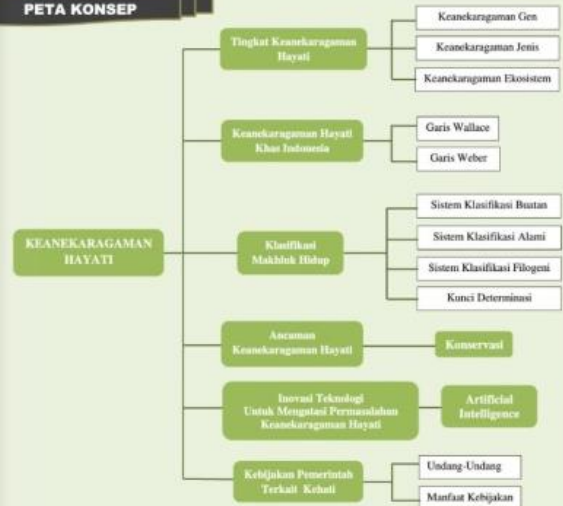 PETA KONSEP
KEANEKARAGAMAN
HAYATI
Tingkat Keanekaragaman
Hayati
Keanekaragaman Gen
Keanekaragaman Jenis
Keanekaragaman Ekosistem
Keanekaragaman Hayati
Khas Indonesia
Garis Wallace
Garis Weber
Klasifikasi
Makhluk Hidup
Sistem Klasifikasi Buatan
Sistem Klasifikasi Alami
Sistem Klasifikasi Filogeni
Kunci Determinasi
Ancaman
Keanekaragaman Hayati
Konservasi
Inovasi Teknologi
Untuk Mengatasi Permasalahan
Keanekaragaman Hayati
Artificial
Intelligence
Kebijakan Pemerintah
Terkait Kehati
Undang-Undang
Manfaat Kebijakan